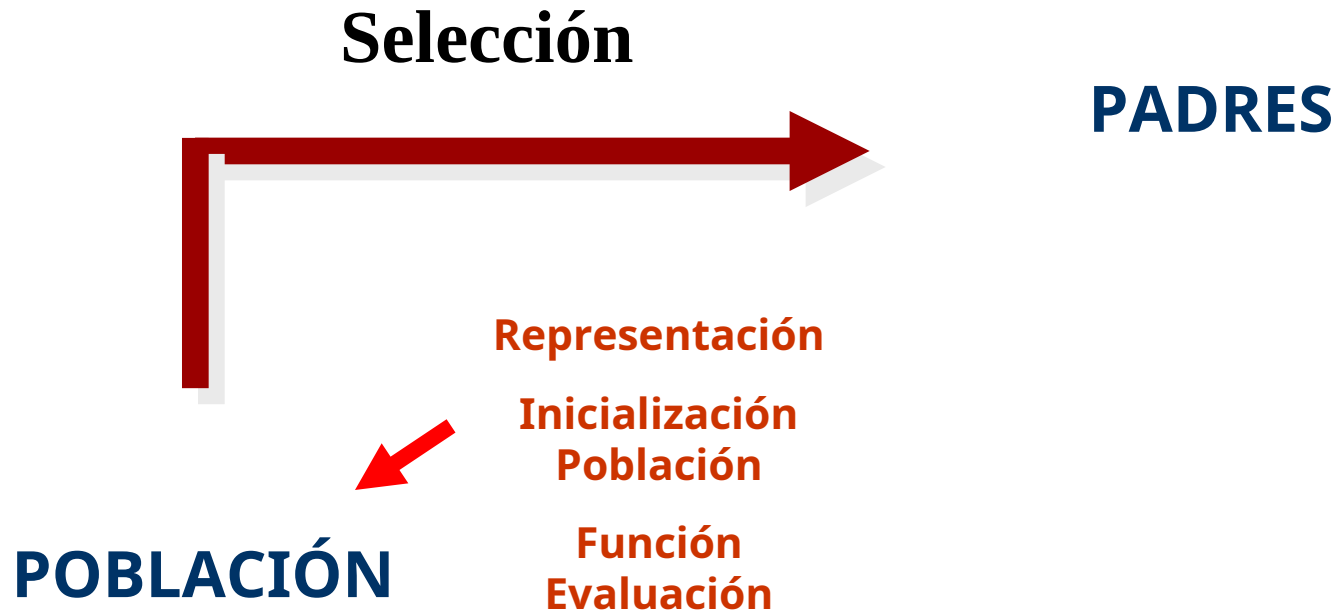 Selección
PADRES
Representación
Inicialización
Población
Función
Evaluación
POBLACIÓN